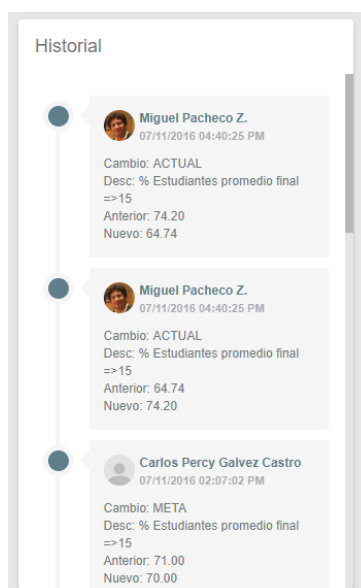 Historial
Miguel Pacheco Z.
07/11/2016 04:40:25 PM
Cambio: ACTUAL
Desc: % Estudiantes promedio final
=>15
Anterior: 74.20
Nuevo: 64.74
Miguel Pacheco Z.
07/11/2016 04:40:25 PM
Cambio: ACTUAL
Desc: % Estudiantes promedio final
=>15
Anterior: 64.74
Nuevo: 74.20
Carlos Percy Galvez Castro
07/11/2016 02:07:02 PM
Cambio: META
Desc: % Estudiantes promedio final
=>15
Anterior: 71.00
Nuevo: 70.00